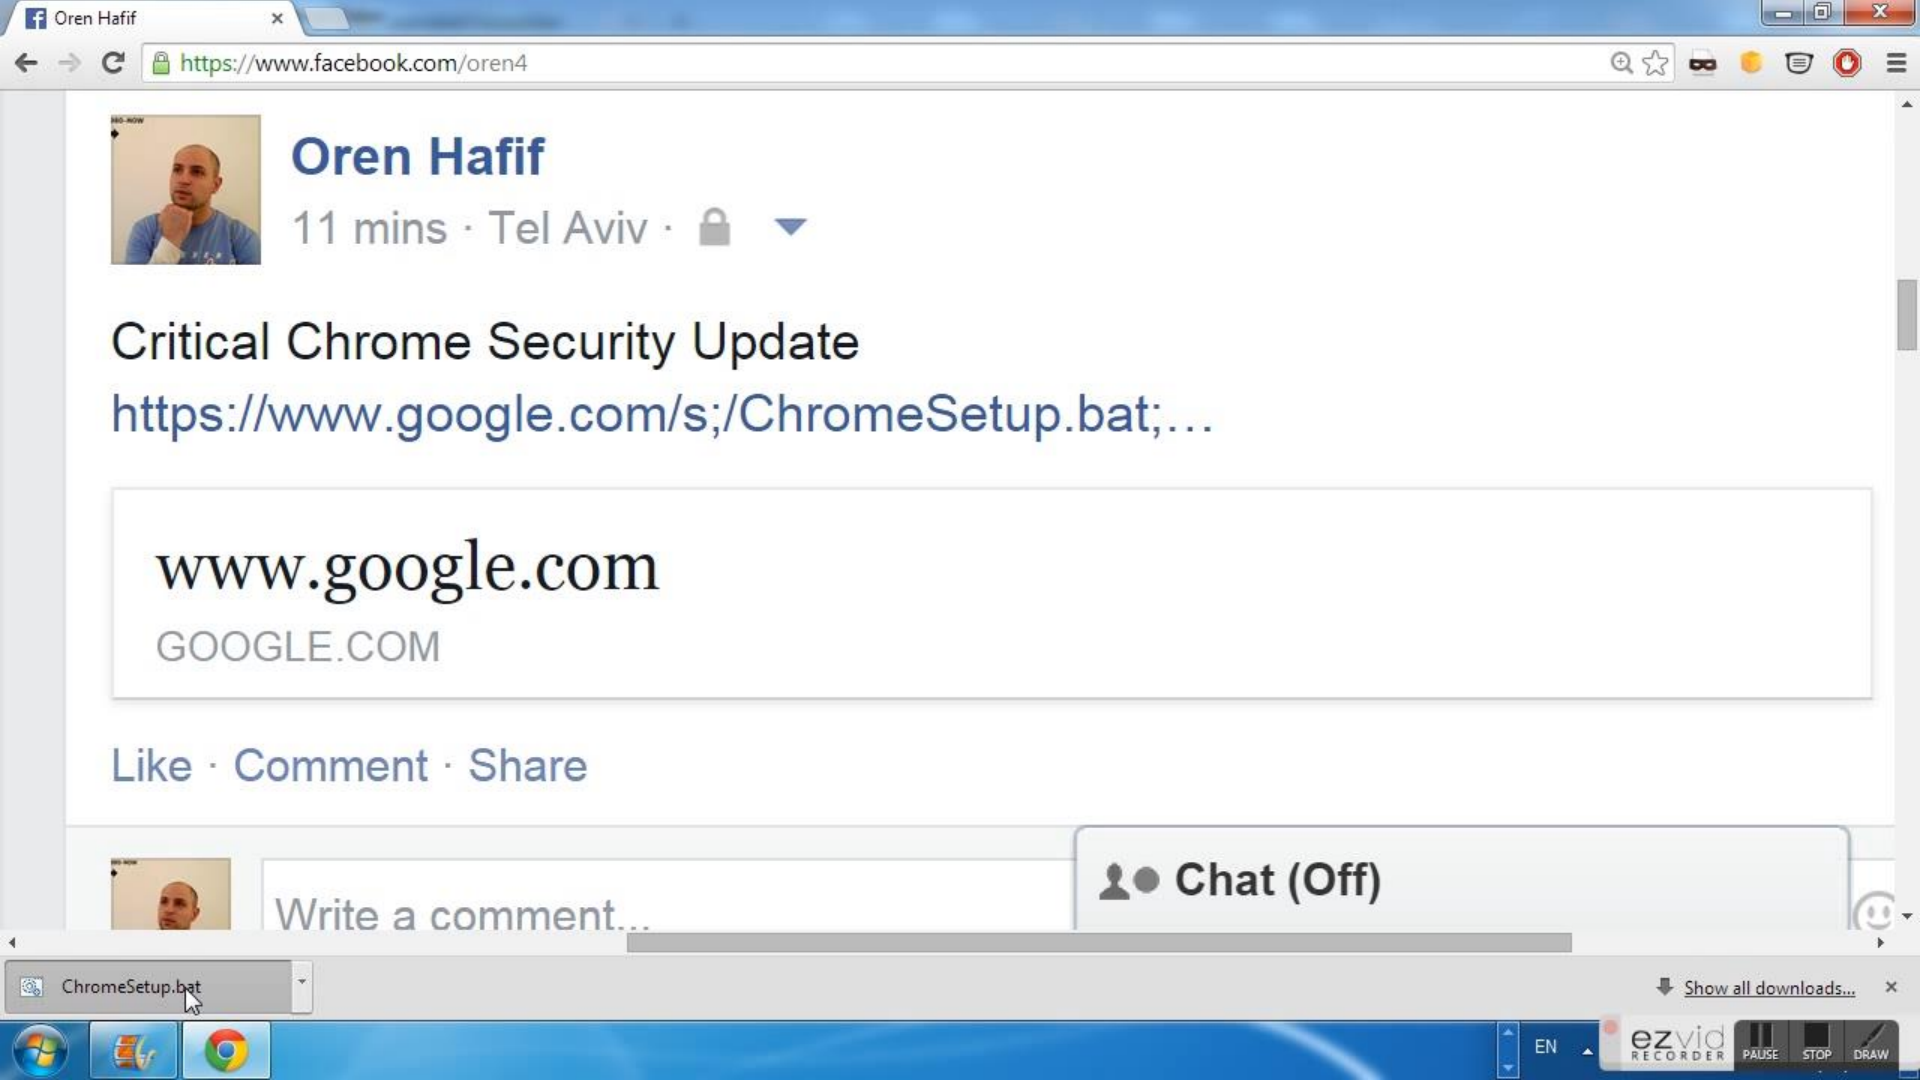 Oren Hafif
https://www.facebook.com/oren4
Oren Hafif
11 mins · Tel Aviv ·
Critical Chrome Security Update
https://www.google.com/s;/ChromeSetup.bat;...
www.google.com
GOOGLE.COM
Like · Comment · Share
Write a comment...
Chat (Off)
ChromeSetup.bat
Show all downloads...
EN
ezvid
RECORDER
PAUSE
STOP
DRAW